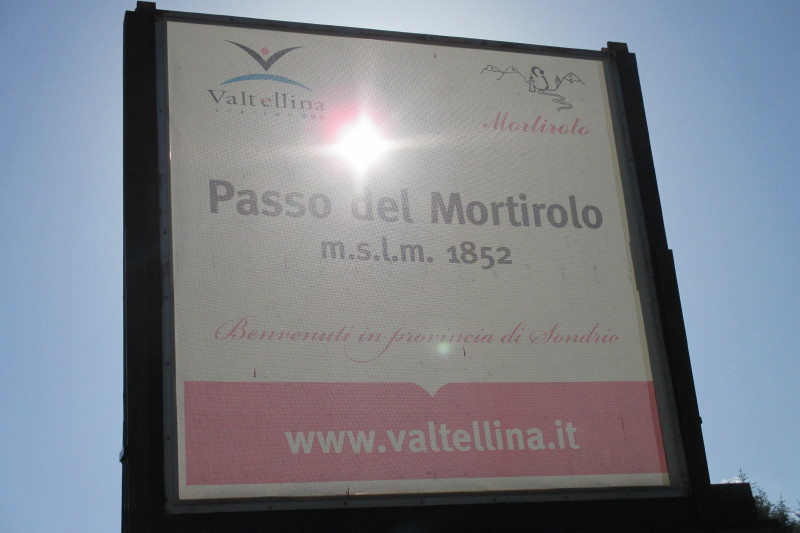 Valtellina
Mortirolo
Passo del Mortirolo
m.s.l.m. 1852
Benvenuti in provincia di Sondrio
www.valtellina.it